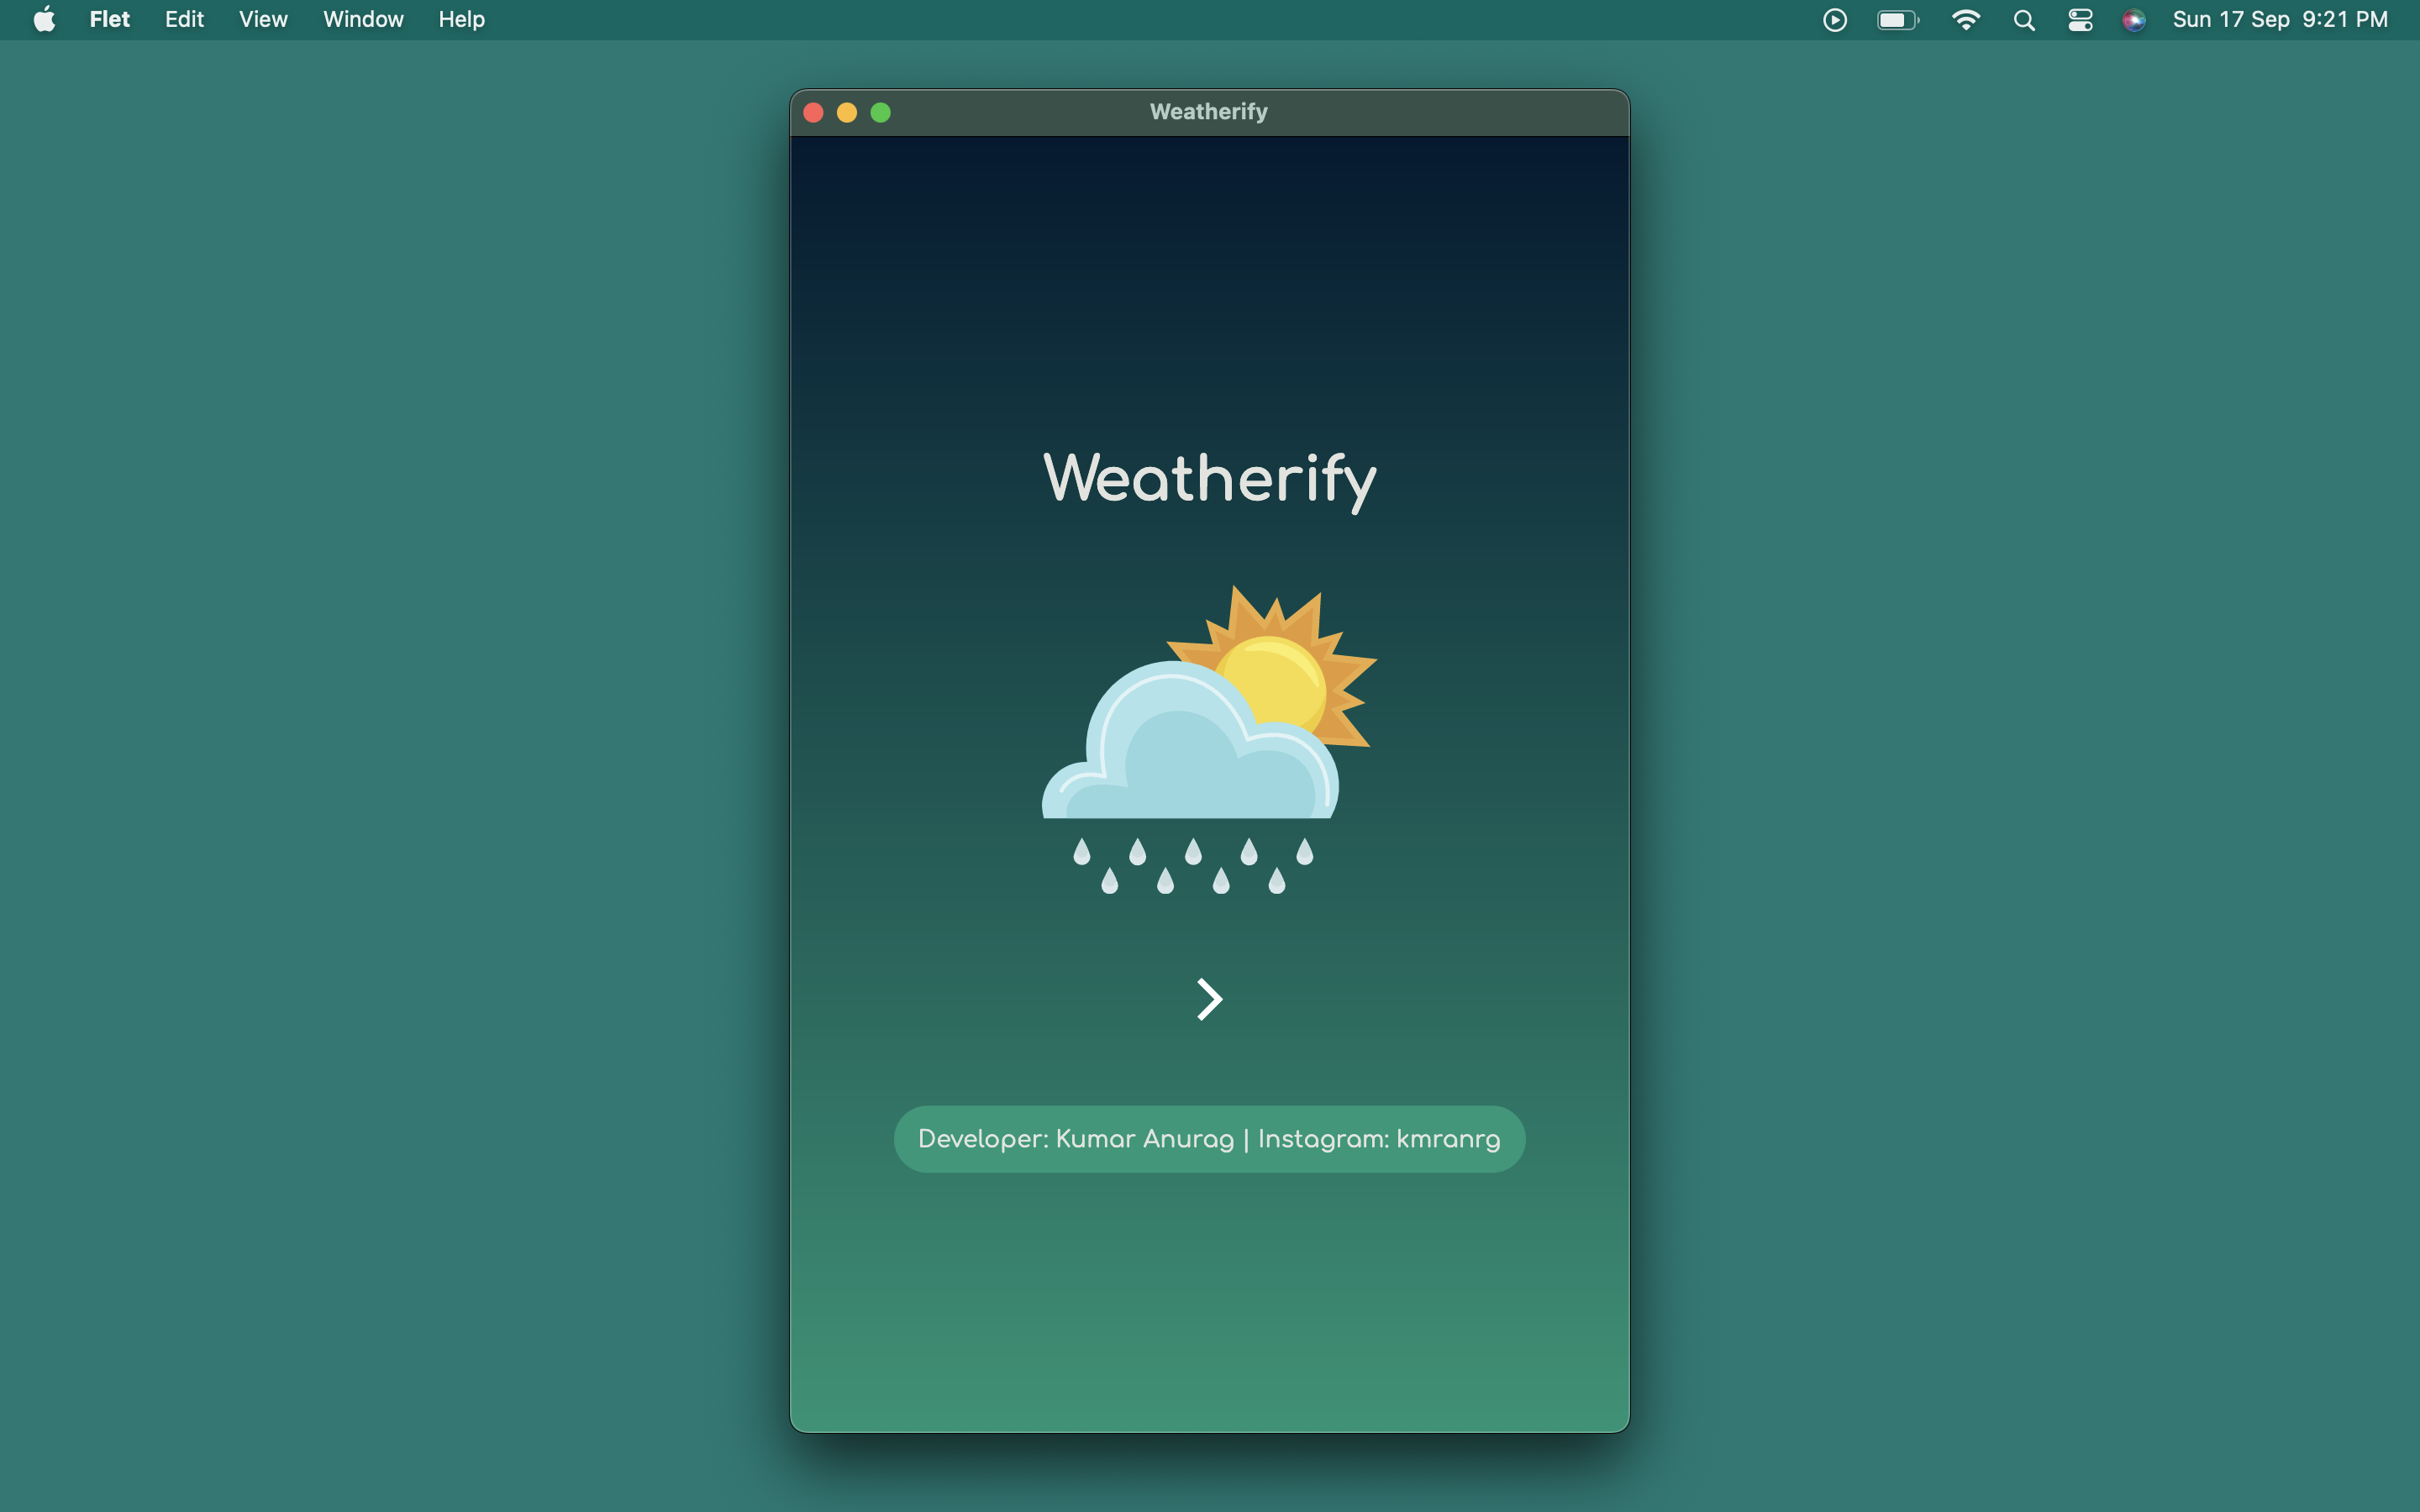 Flet Edit View Window Help Sun 17 Sep 9:21 PM
Weatherify
Weatherify
Developer: Kumar Anurag | Instagram: kmranrg